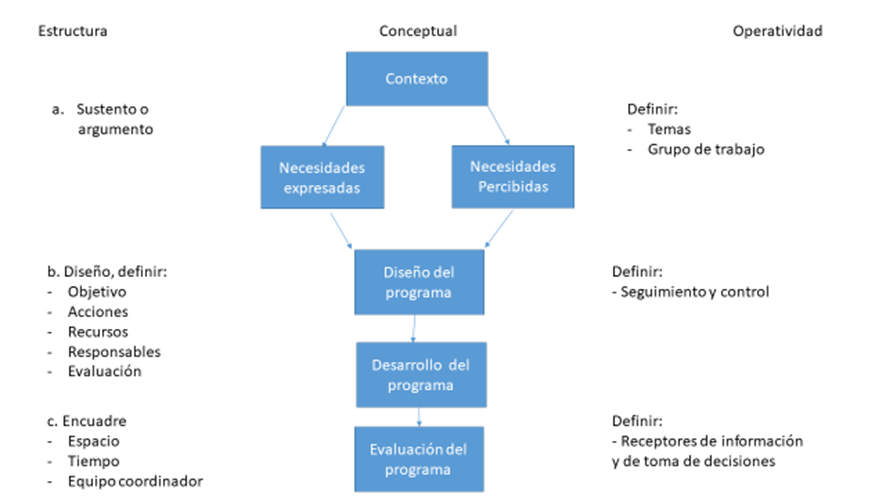 Estructura
Conceptual
Operatividad
Contexto
a. Sustento o
argumento
Definir:
- Temas
- Grupo de trabajo
Necesidades
expresadas
Necesidades
Percibidas
b. Diseño, definir:
- Objetivo
- Acciones
- Recursos
- Responsables
- Evaluación
Diseño del
programa
Definir:
- Seguimiento y control
Desarrollo del
programa
c. Encuadre
- Espacio
- Tiempo
- Equipo coordinador
Evaluación del
programa
Definir:
- Receptores de información
y de toma de decisiones